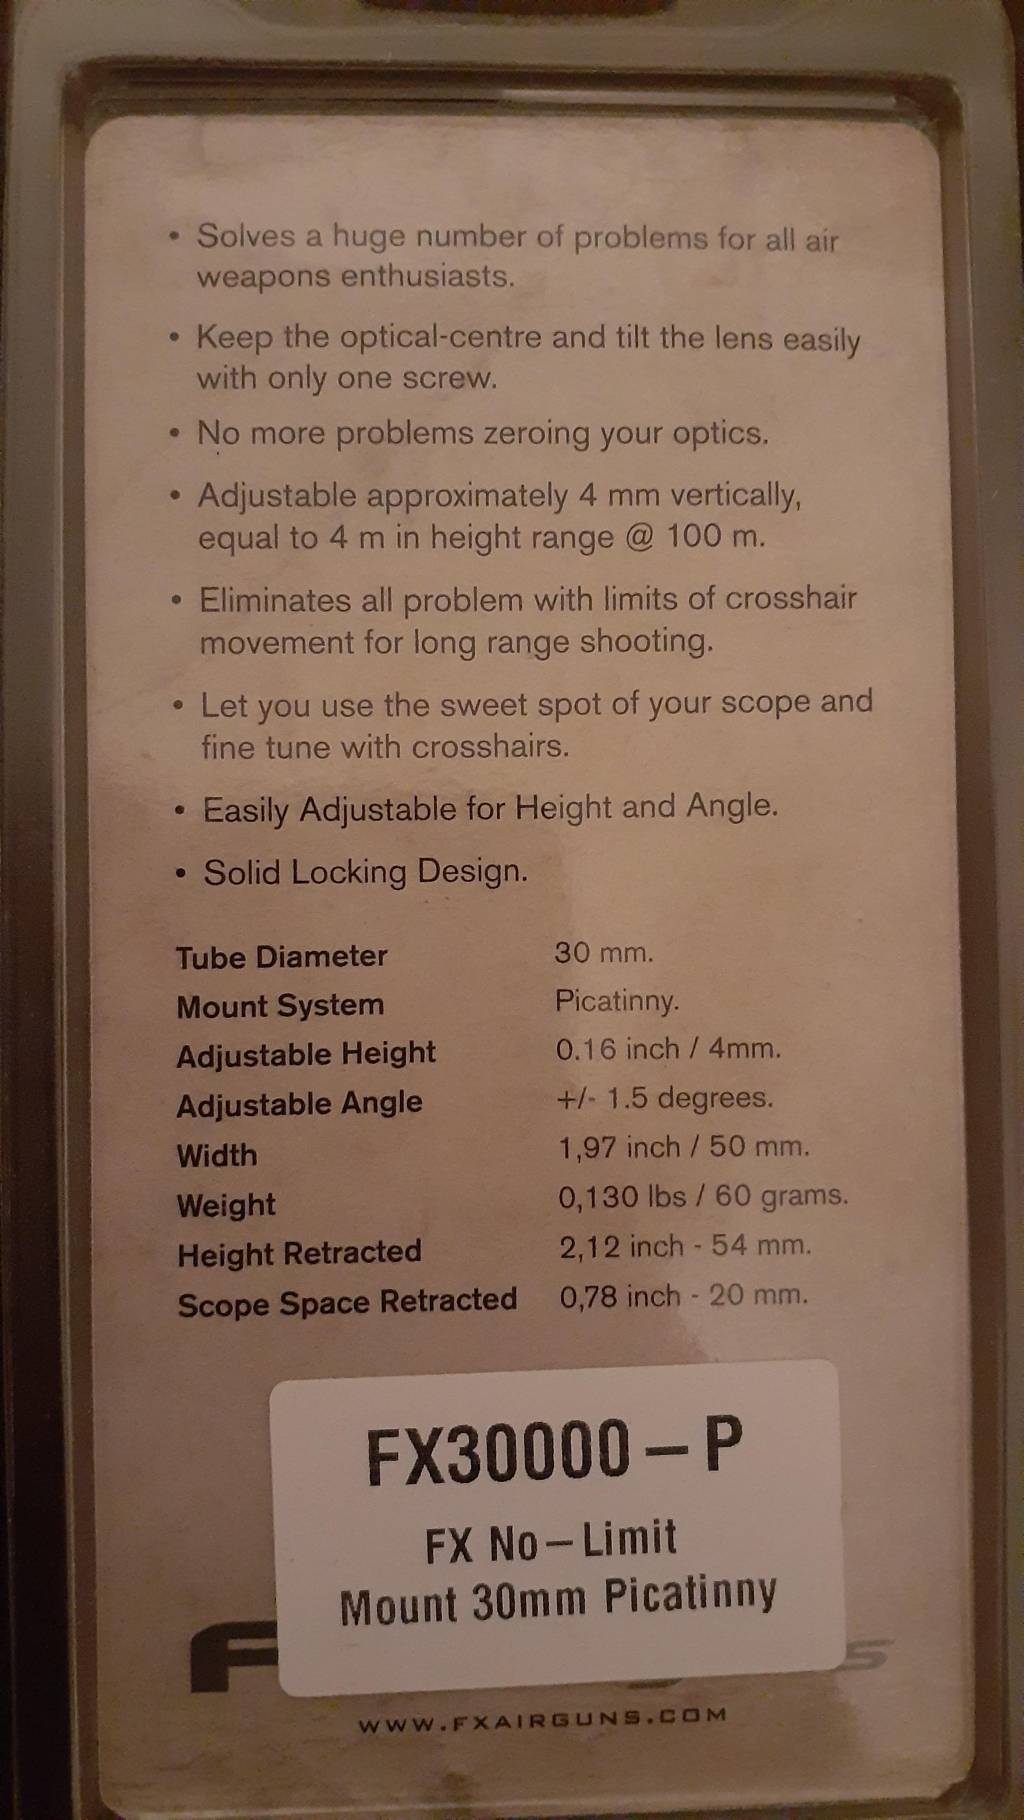 • Solves a huge number of problems for all air
weapons enthusiasts.
• Keep the optical-centre and tilt the lens easily
with only one screw.
• No more problems zeroing your optics.
• Adjustable approximately 4 mm vertically,
equal to 4 m in height range @ 100 m.
• Eliminates all problem with limits of crosshair
movement for long range shooting.
• Let you use the sweet spot of your scope and
fine tune with crosshairs.
• Easily Adjustable for Height and Angle.
• Solid Locking Design.
Tube Diameter 30 mm.
Mount System Picatinny.
Adjustable Height 0.16 inch / 4mm.
Adjustable Angle +/- 1.5 degrees.
Width 1,97 inch / 50 mm.
Weight 0,130 lbs / 60 grams.
Height Retracted 2,12 inch - 54 mm.
Scope Space Retracted 0,78 inch - 20 mm.
FX30000-P
FX No-Limit
Mount 30mm Picatinny
WWW.FXAIRGUNS.COM